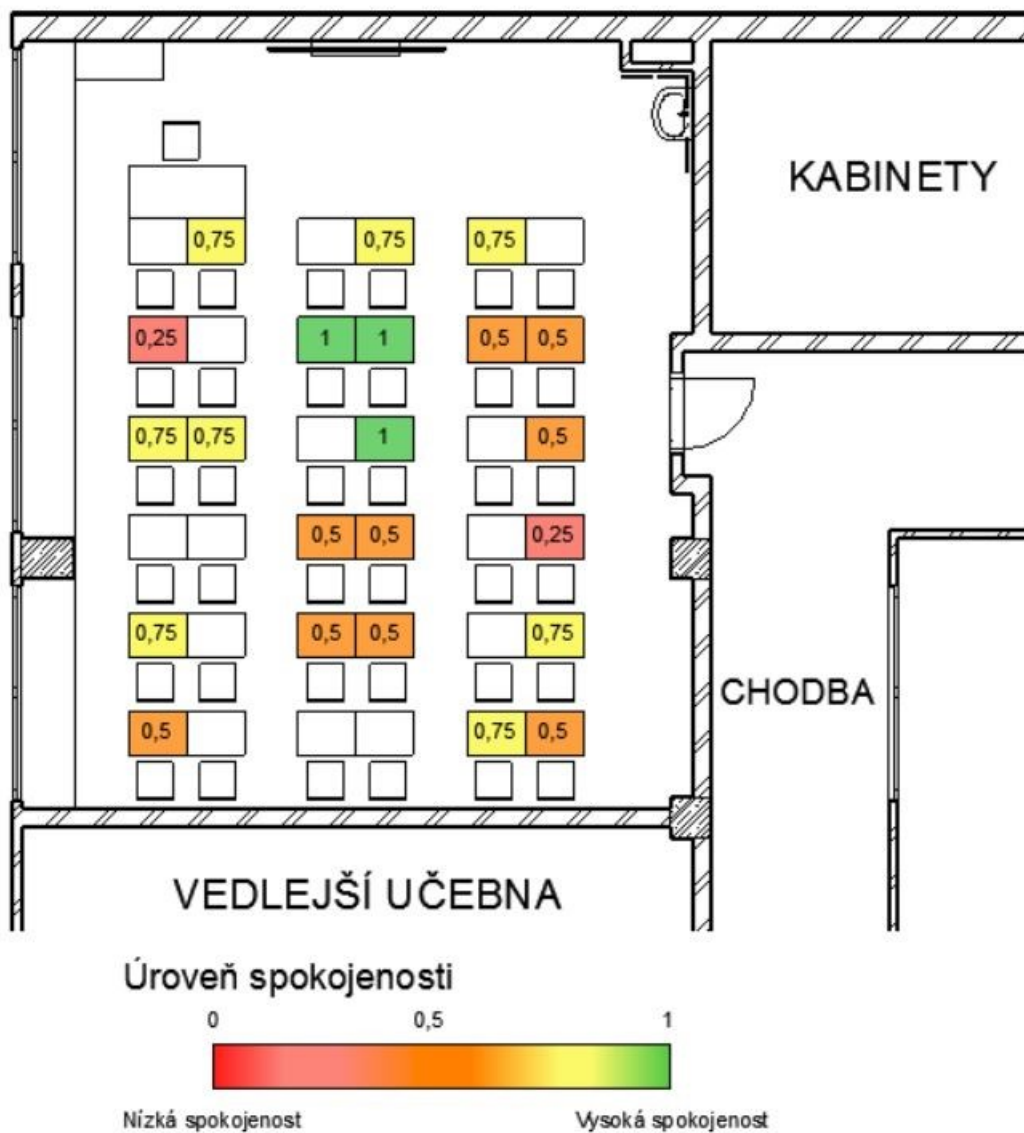 KABINETY
0,75 0,75 0,75
0,25 1 1 0,5 0,5
0,75 0,75 1 0,5
0,5 0,5 0,25
0,75 0,5 0,5 0,75
CHODBA
0,5 0,75 0,5
VEDLEJŠÍ UČEBNA
Úroveň spokojenosti
0 0,5 1
Nízká spokojenost Vysoká spokojenost